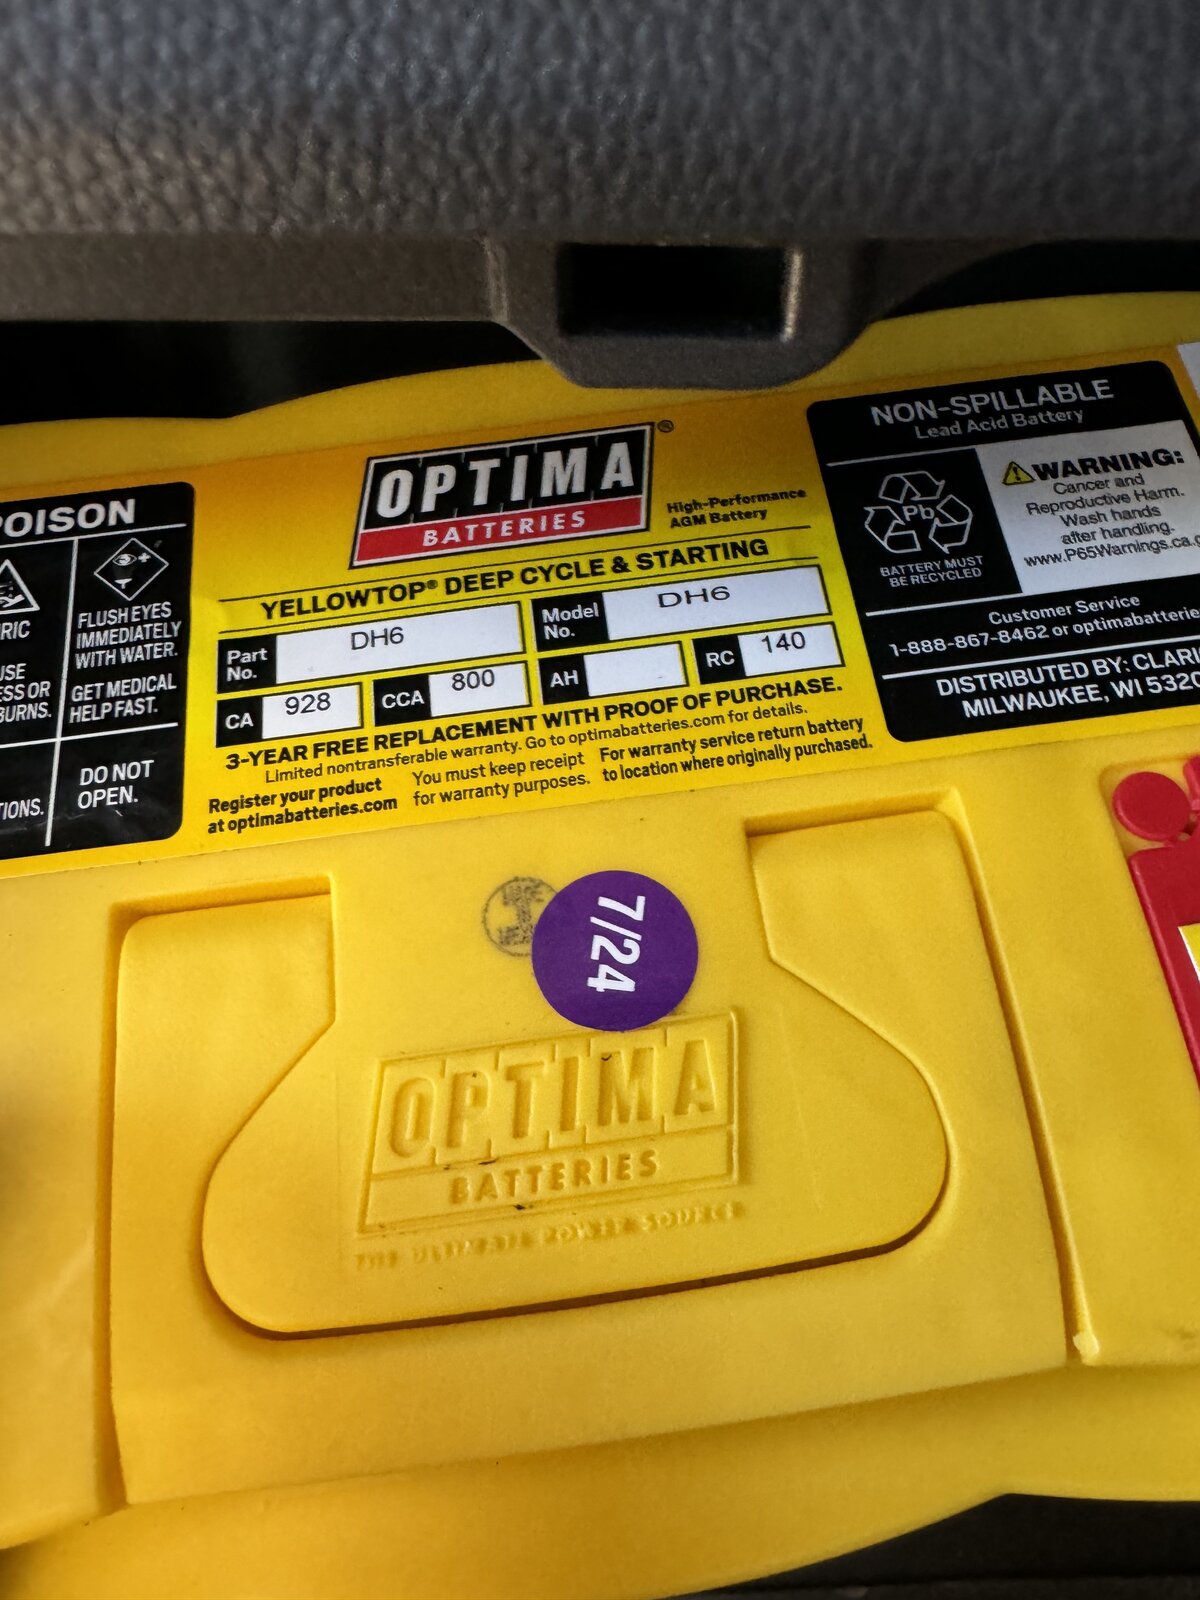 POISON
FLUSH EYES
IMMEDIATELY
WITH WATER.
GET MEDICAL
HELP FAST.
BURNS.
DO NOT
OPEN.
OPTIMA®
BATTERIES
High-Performance
AGM Battery
YELLOWTOP® DEEP CYCLE & STARTING
Part No. DH6
Model No. DH6
CA 928 CCA 800 AH RC 140
3-YEAR FREE REPLACEMENT WITH PROOF OF PURCHASE.
Limited nontransferable warranty. Go to optimabatteries.com for details.
Register your product
at optimabatteries.com
You must keep receipt
for warranty purposes.
For warranty service return battery
to location where originally purchased.
NON-SPILLABLE
Lead Acid Battery
Pb
BATTERY MUST
BE RECYCLED
WARNING:
Cancer and
Reproductive Harm.
Wash hands
after handling.
www.P65Warnings.ca.g
Customer Service
1-888-867-8462 or optimabatterie
DISTRIBUTED BY: CLARI
MILWAUKEE, WI 5320
7/24
OPTIMA
BATTERIES
THE ULTIMATE POWER SOURCE